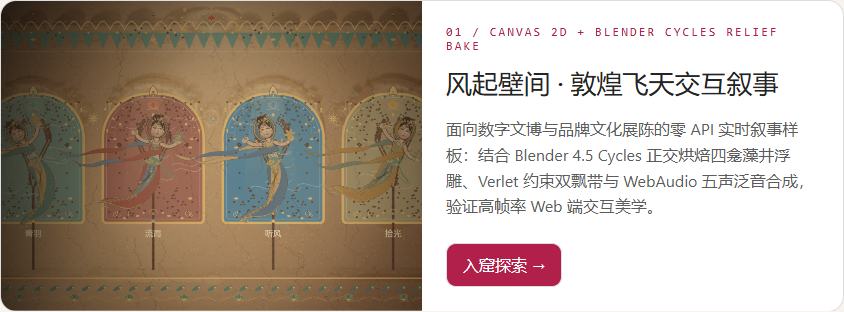 01 / CANVAS 2D + BLENDER CYCLES RELIEF
BAKE
风起壁间 · 敦煌飞天交互叙事
面向数字文博与品牌文化展陈的零 API 实时叙事样
板：结合 Blender 4.5 Cycles 正交烘焙四龛藻井浮
雕、Verlet 约束双飘带与 WebAudio 五声泛音合成，
验证高帧率 Web 端交互美学。
入窟探索 →
流霞
听风
拾光